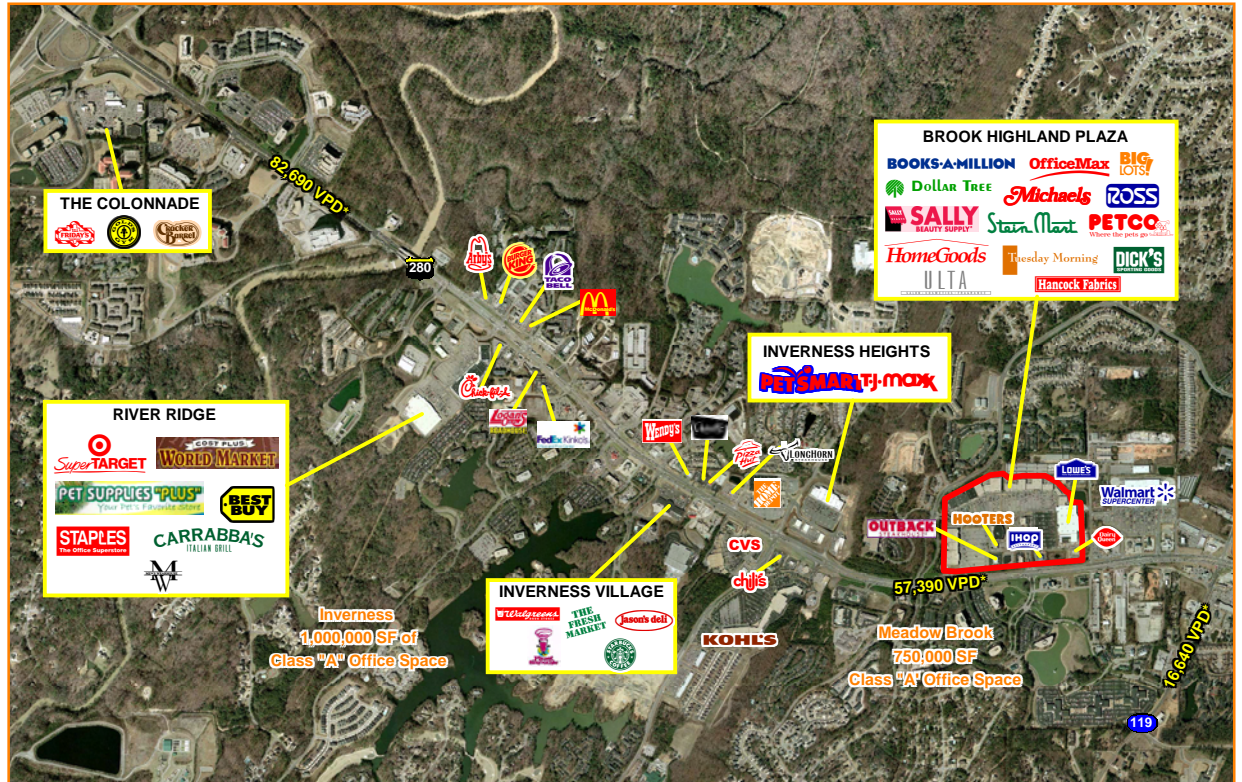 THE COLONNADE
FRIDAY'S
GOLD'S GYM
Cracker Barrel
82,690 VPD*
280
Arby's
BURGER KING
TACO BELL
McDonald's
Chick-fil-A
Logan's
ROADHOUSE
FedEx Kinko's
RIVER RIDGE
SuperTARGET
COST PLUS
WORLD MARKET
PET SUPPLIES "PLUS"
Your Pet's Favorite Store
BEST BUY
STAPLES
The Office Superstore
CARRABBA'S
ITALIAN GRILL
MW
Inverness
1,000,000 SF of
Class "A" Office Space
INVERNESS VILLAGE
Walgreens
THE FRESH MARKET
Jason's deli
STARBUCKS COFFEE
Wendy's
Pizza Hut
LONGHORN
STEAKHOUSE
THE HOME DEPOT
CVS
chili's
KOHL'S
INVERNESS HEIGHTS
PETSMART
T·J·maxx
BROOK HIGHLAND PLAZA
BOOKS·A·MILLION
OfficeMax
BIG LOTS!
DOLLAR TREE
Michaels
ROSS
SALLY
BEAUTY SUPPLY
Stein Mart
PETCO
Where the pets go
HomeGoods
Tuesday Morning
DICK'S
SPORTING GOODS
ULTA
Hancock Fabrics
OUTBACK
STEAKHOUSE
HOOTERS
IHOP
LOWE'S
Walmart
SUPERCENTER
Dairy Queen
57,390 VPD*
Meadow Brook
750,000 SF
Class "A" Office Space
16,640 VPD*
119